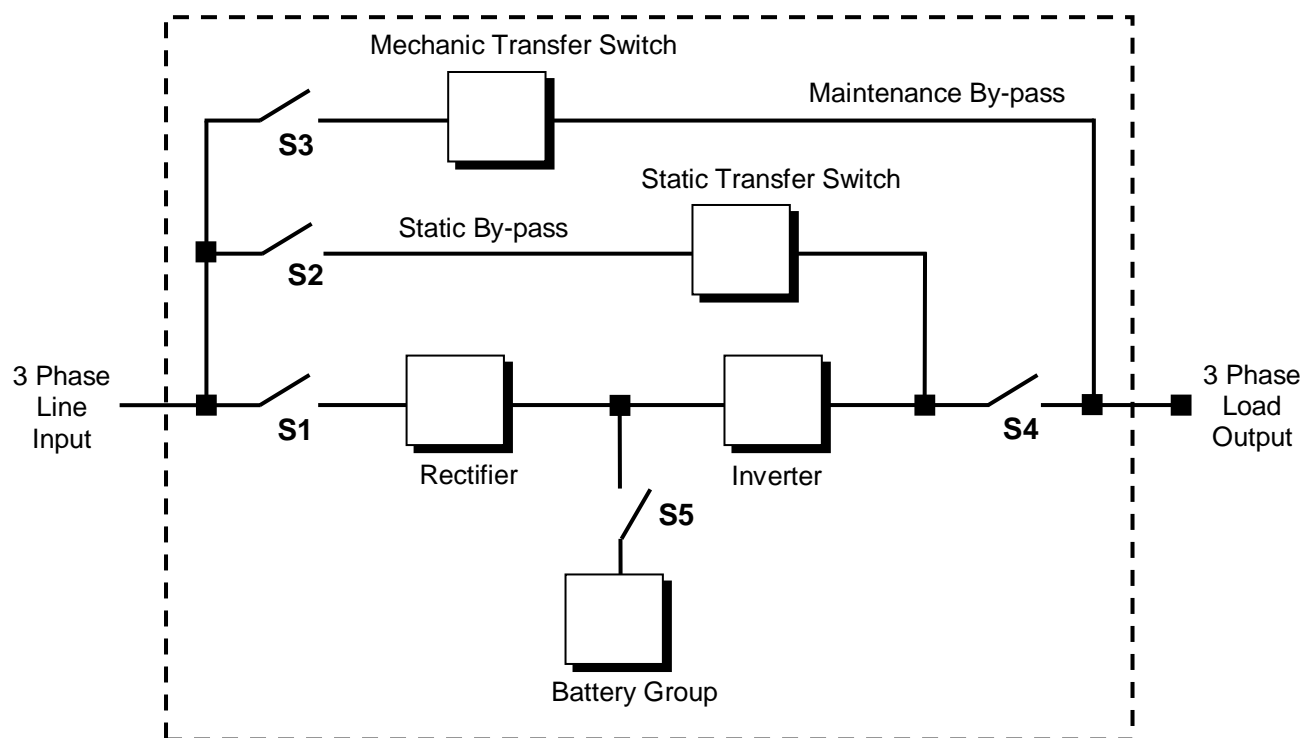 Mechanic Transfer Switch
Maintenance By-pass
S3
Static Transfer Switch
Static By-pass
S2
3 Phase
Line
Input
S1
Rectifier
Inverter
S4
3 Phase
Load
Output
S5
Battery Group